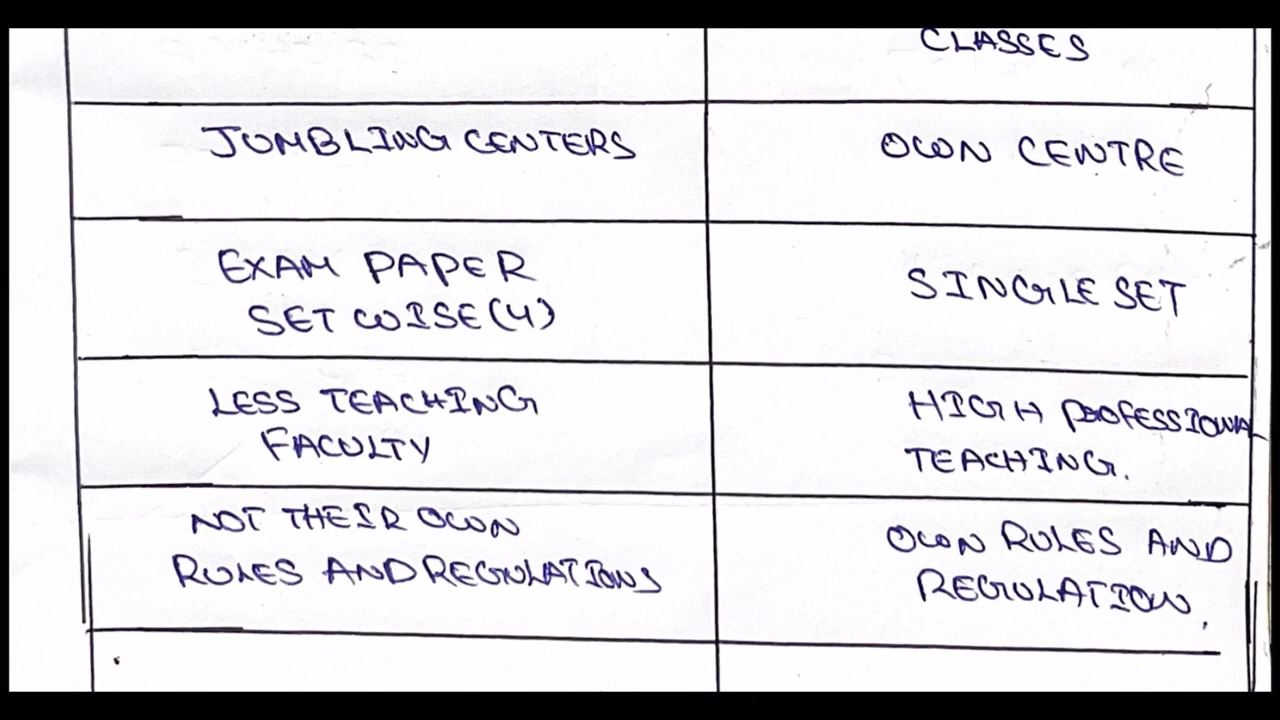 CLASSES
JUMBLING CENTERS
OWN CENTRE
EXAM PAPER
SET WISE (4)
SINGLE SET
LESS TEACHING
FACULTY
HIGH PROFESSIONAL
TEACHING.
NOT THEIR OWN
RULES AND REGULATIONS
OWN RULES AND
REGULATION.